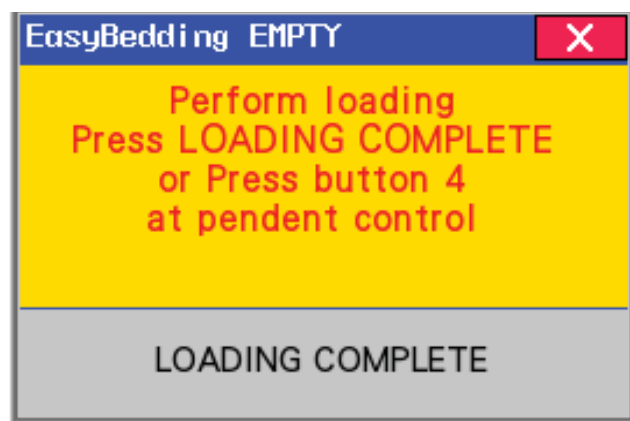 EasyBedding EMPTY X
Perform loading
Press LOADING COMPLETE
or Press button 4
at pendent control
LOADING COMPLETE